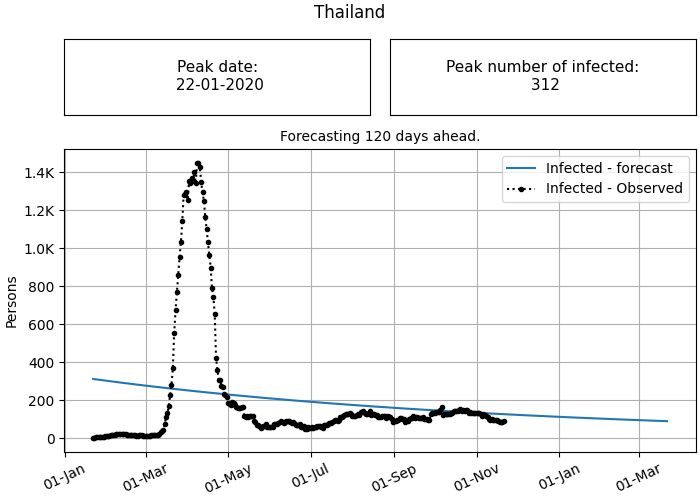 Thailand
Peak date:
22-01-2020
Peak number of infected:
312
Forecasting 120 days ahead.
Infected - forecast
Infected - Observed
Persons
1.4K
1.2K
1.0K
800
600
400
200
0
01-Jan
01-Mar
01-May
01-Jul
01-Sep
01-Nov
01-Jan
01-Mar